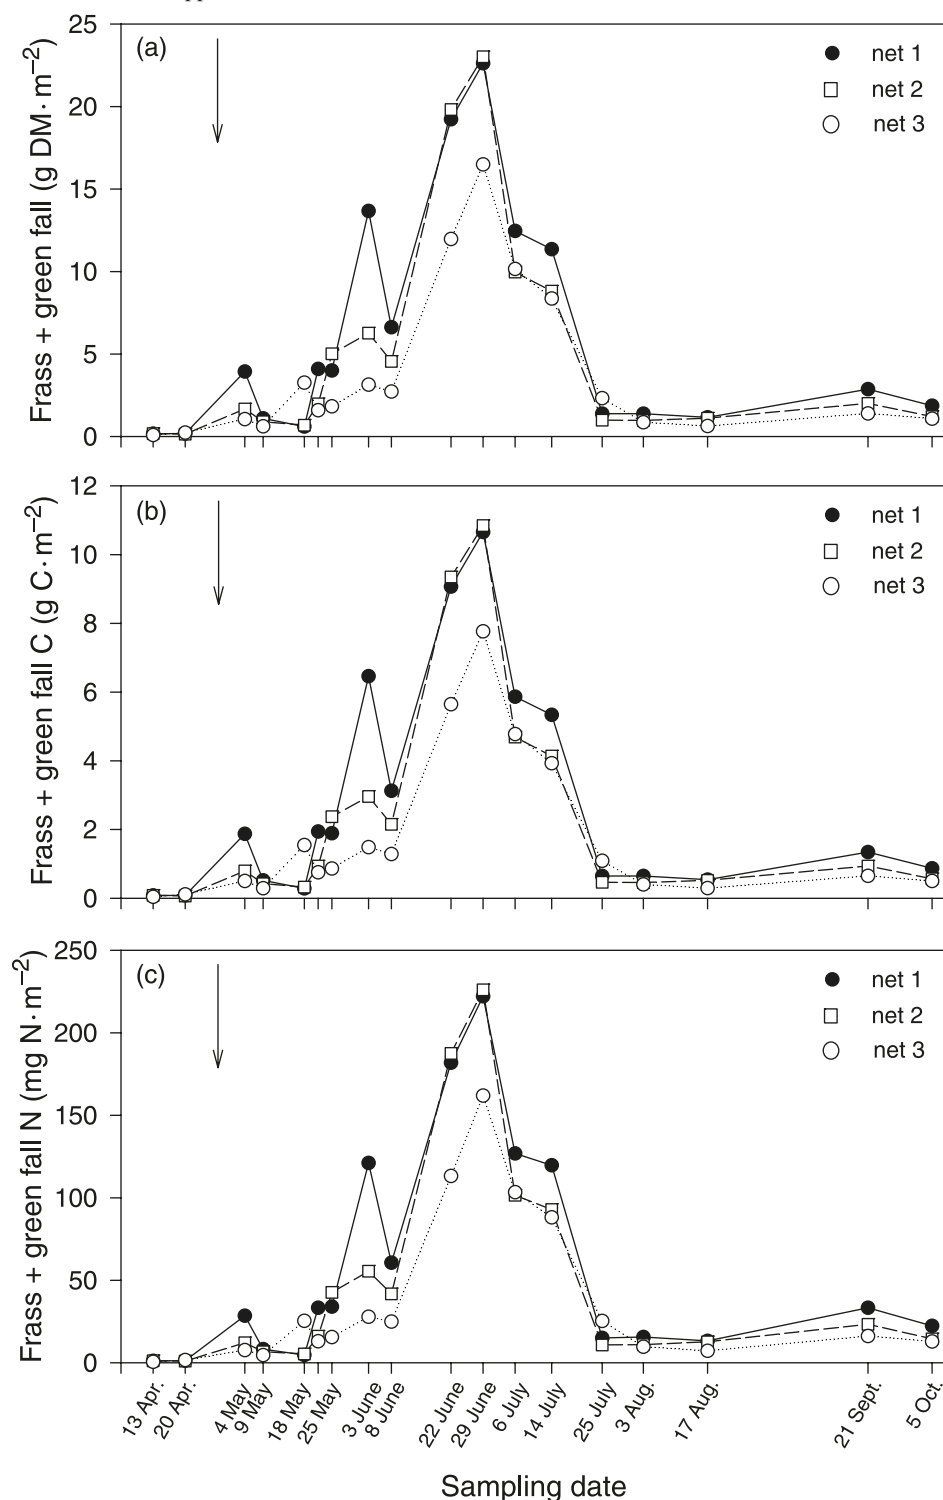 (a)
Frass + green fall (g DM·m⁻²)
25
20
15
10
5
0
net 1
net 2
net 3
(b)
Frass + green fall C (g C·m⁻²)
12
10
8
6
4
2
0
net 1
net 2
net 3
(c)
Frass + green fall N (mg N·m⁻²)
250
200
150
100
50
0
net 1
net 2
net 3
13 Apr.
20 Apr.
4 May
9 May
18 May
25 May
3 June
8 June
22 June
29 June
6 July
14 July
25 July
3 Aug.
17 Aug.
21 Sept.
5 Oct.
Sampling date